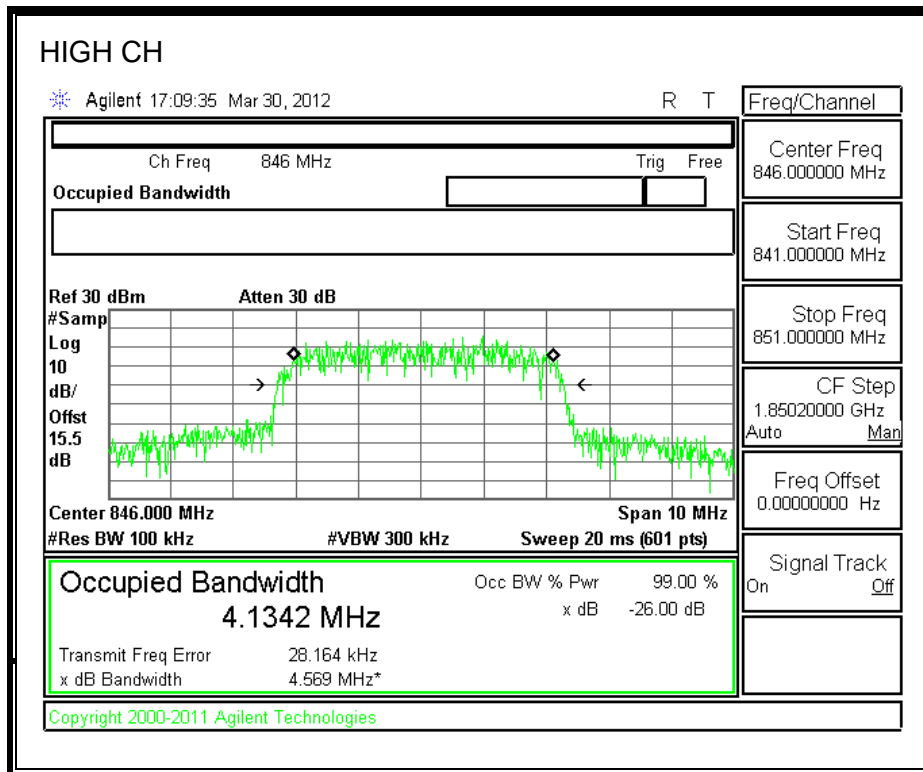 HIGH CH
Agilent 17:09:35 Mar 30, 2012 R T
Freq/Channel
Ch Freq 846 MHz Trig Free
Occupied Bandwidth
Center Freq
846.000000 MHz
Start Freq
841.000000 MHz
Stop Freq
851.000000 MHz
CF Step
1.85020000 GHz
Auto Man
Freq Offset
0.00000000 Hz
Signal Track
On Off
Ref 30 dBm Atten 30 dB
#Samp
Log
10
dB/
Offst
15.5
dB
Center 846.000 MHz Span 10 MHz
#Res BW 100 kHz #VBW 300 kHz Sweep 20 ms (601 pts)
Occupied Bandwidth Occ BW % Pwr 99.00 %
4.1342 MHz x dB -26.00 dB
Transmit Freq Error 28.164 kHz
x dB Bandwidth 4.569 MHz*
Copyright 2000-2011 Agilent Technologies